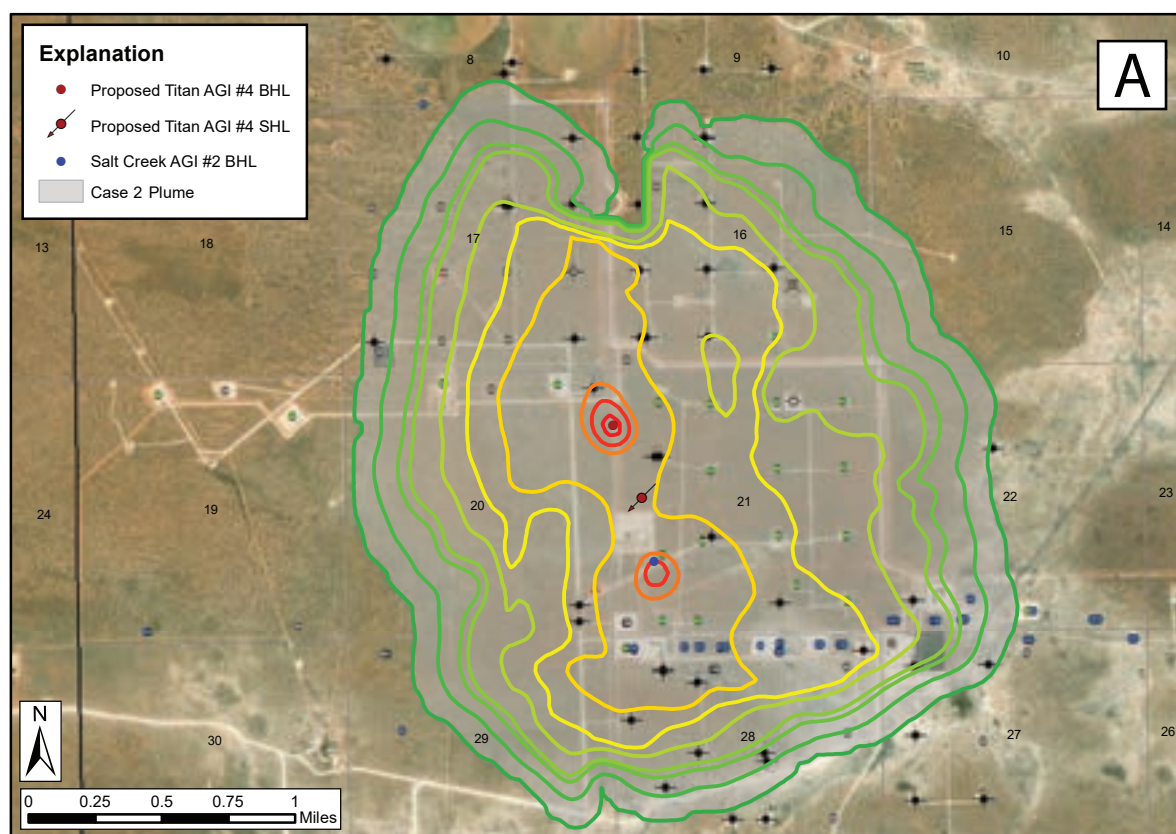 Explanation
Proposed Titan AGI #4 BHL
Proposed Titan AGI #4 SHL
Salt Creek AGI #2 BHL
Case 2 Plume
A
8
9
10
13
18
17
16
15
14
24
19
20
21
22
23
30
29
28
27
26
N
0 0.25 0.5 0.75 1
Miles